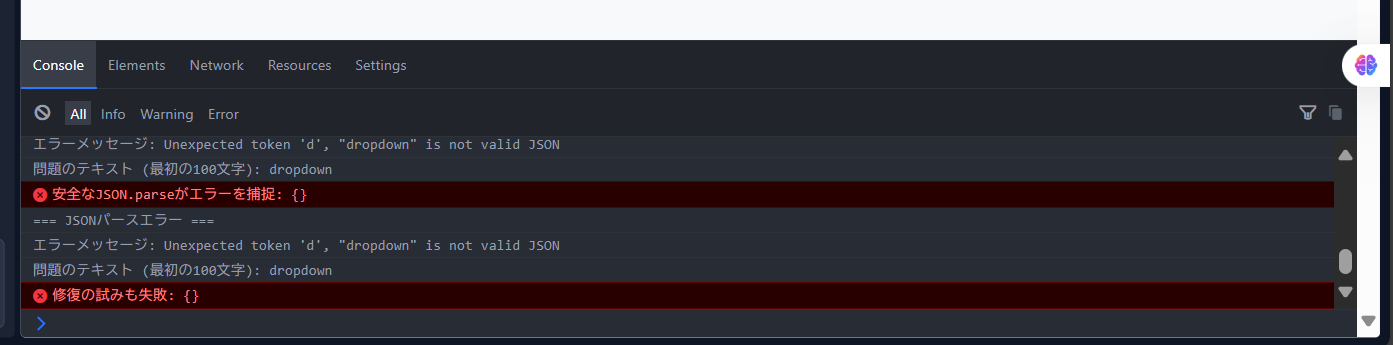 Console Elements Network Resources Settings
All Info Warning Error
エラーメッセージ: Unexpected token 'd', "dropdown" is not valid JSON
問題のテキスト (最初の100文字): dropdown
安全なJSON.parseがエラーを捕捉: {}
=== JSONパースエラー ===
エラーメッセージ: Unexpected token 'd', "dropdown" is not valid JSON
問題のテキスト (最初の100文字): dropdown
修復の試みも失敗: {}